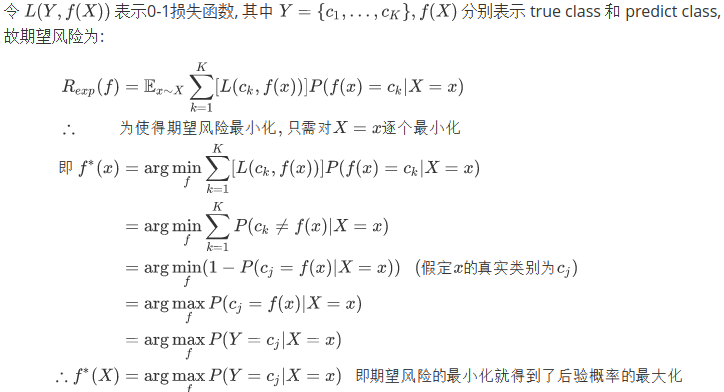 令 $L(Y, f(X))$ 表示0-1损失函数, 其中 $Y = \{c_1, \ldots, c_K\}, f(X)$ 分别表示 true class 和 predict class,
故期望风险为:
$R_{exp}(f) = \mathbb{E}_{x \sim X} \sum_{k=1}^{K} [L(c_k, f(x))] P(f(x) = c_k | X = x)$
$\therefore$ 为使得期望风险最小化, 只需对$X = x$逐个最小化
即 $f^*(x) = \arg\min_f \sum_{k=1}^{K} [L(c_k, f(x))] P(f(x) = c_k | X = x)$
$= \arg\min_f \sum_{k=1}^{K} P(c_k \neq f(x) | X = x)$
$= \arg\min_f (1 - P(c_j = f(x) | X = x))$ (假定$x$的真实类别为$c_j$)
$= \arg\max_f P(c_j = f(x) | X = x)$
$= \arg\max_f P(Y = c_j | X = x)$
$\therefore f^*(X) = \arg\max_f P(Y = c_j | X = x)$ 即期望风险的最小化就得到了后验概率的最大化